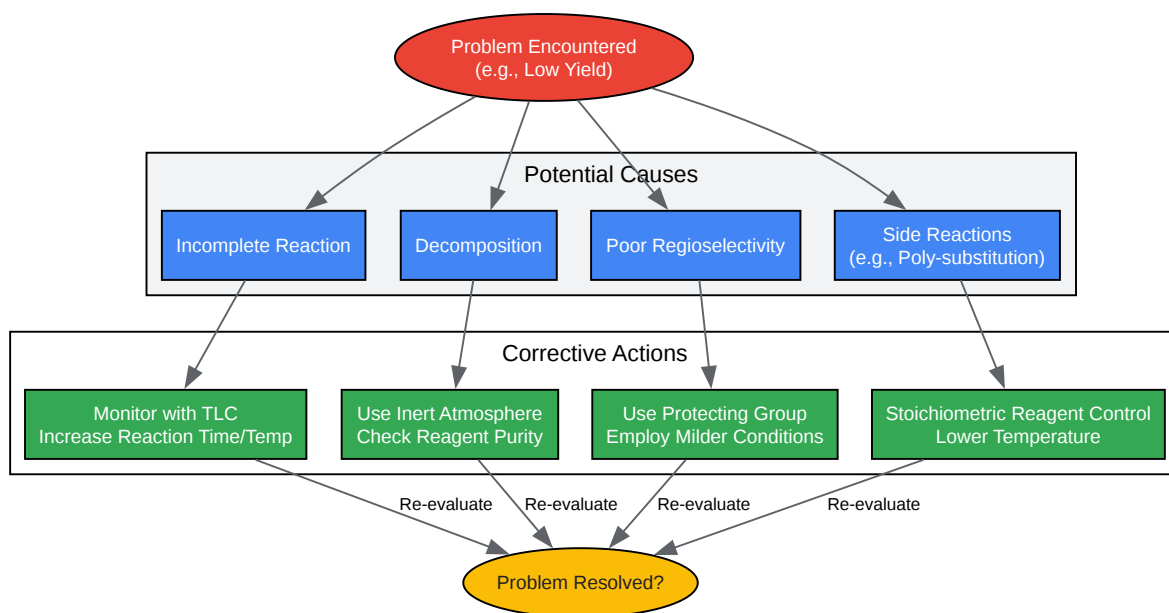 Problem Encountered
(e.g., Low Yield)
Potential Causes
Incomplete Reaction
Decomposition
Poor Regioselectivity
Side Reactions
(e.g., Poly-substitution)
Corrective Actions
Monitor with TLC
Increase Reaction Time/Temp
Use Inert Atmosphere
Check Reagent Purity
Use Protecting Group
Employ Milder Conditions
Stoichiometric Reagent Control
Lower Temperature
Re-evaluate
Re-evaluate
Re-evaluate
Re-evaluate
Problem Resolved?